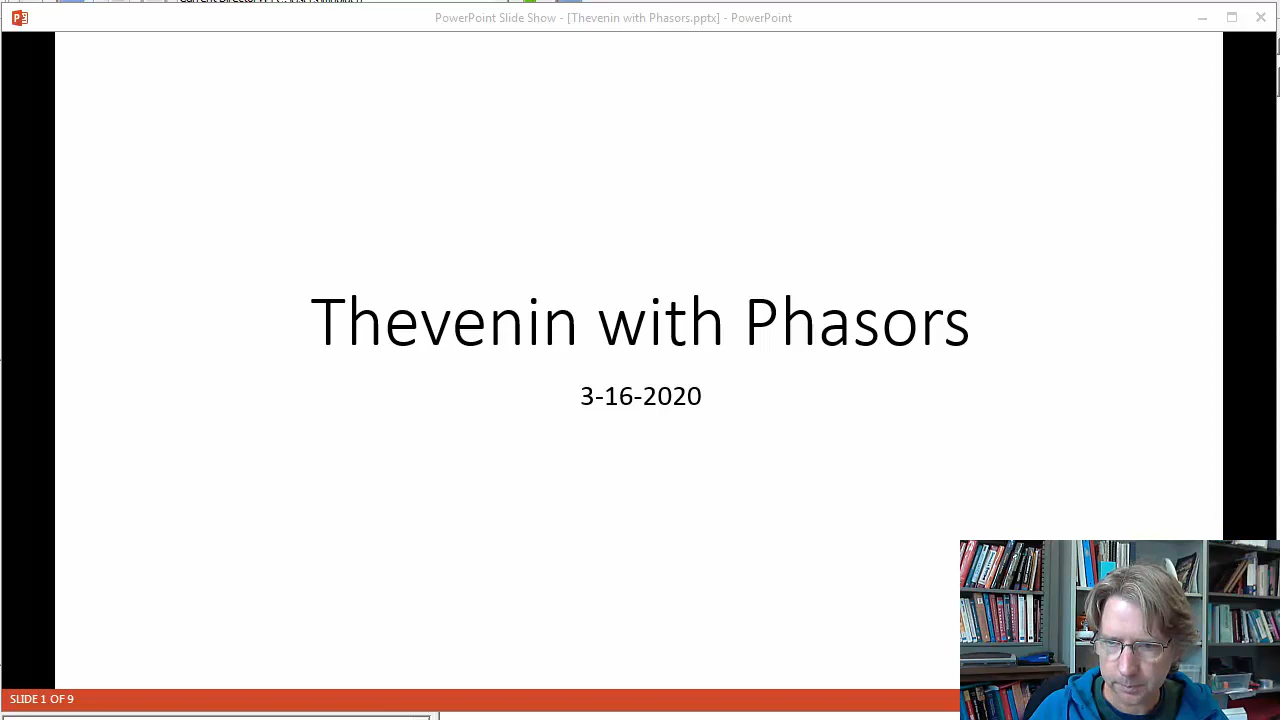 PowerPoint Slide Show - [Thevenin with Phasors.pptx] - PowerPoint
Thevenin with Phasors
3-16-2020
SLIDE 1 OF 9